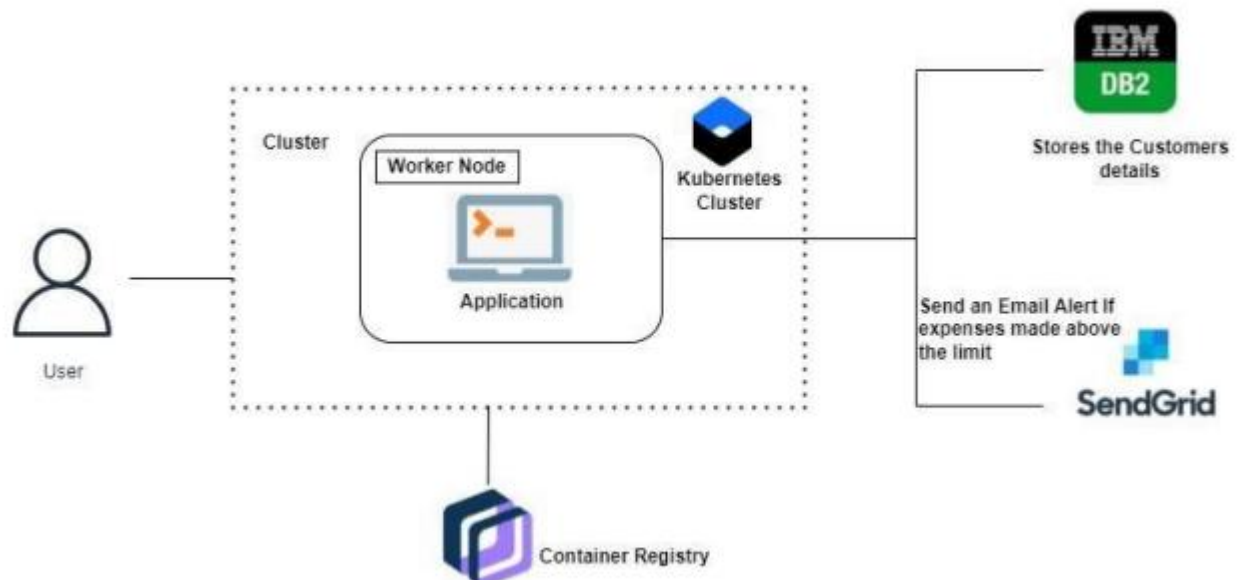 IBM
DB2
Stores the Customers
details
Cluster
Worker Node
Kubernetes
Cluster
Application
User
Send an Email Alert If
expenses made above
the limit
SendGrid
Container Registry